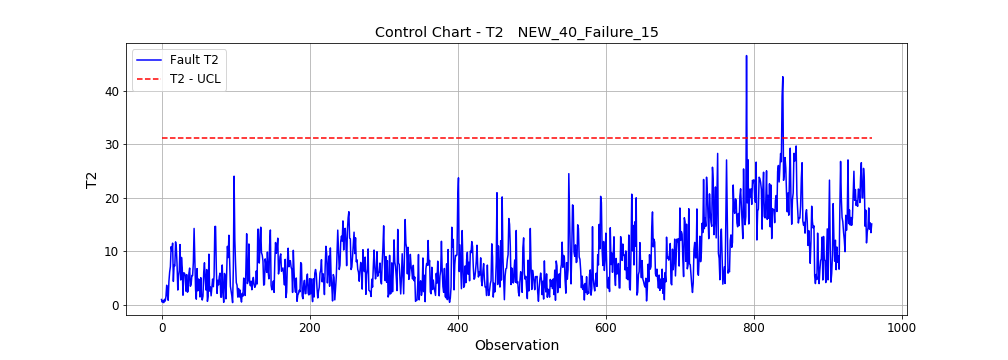 Control Chart - T2   NEW_40_Failure_15
Fault T2
T2 - UCL
T2
40
30
20
10
0
0 200 400 600 800 1000
Observation